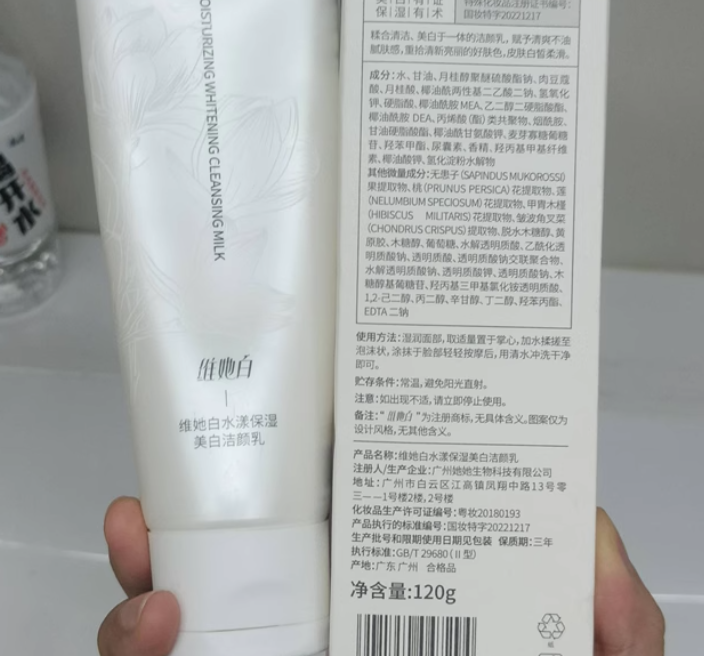 MOISTURIZING WHITENING CLEANSING MILK
维她白
维她白水漾保湿
美白洁颜乳
开水
保湿有术
特殊化妆品注册证书编号:
国妆特字20221217
糅合清洁、美白于一体的洁颜乳，赋予清爽不油
腻肤感，重拾清新亮丽的好肤色，皮肤白皙柔滑。
成分:水、甘油、月桂醇聚醚硫酸酯钠、肉豆蔻
酸、月桂酸、椰油酰两性基二乙酸二钠、氢氧化
钾、硬脂酸、椰油酰胺 MEA、乙二醇二硬脂酸酯、
椰油酰胺 DEA、丙烯酸（酯）类共聚物、烟酰胺、
甘油硬脂酸酯、椰油酰甘氨酸钾、麦芽寡糖葡糖
苷、羟苯甲酯、尿囊素、香精、羟丙基甲基纤维
素、椰油酸钾、氢化淀粉水解物
其他微量成分:无患子（SAPINDUS MUKOROSSI）
果提取物、桃（PRUNUS PERSICA）花提取物、莲
（NELUMBIUM SPECIOSUM）花提取物、甲胄木槿
（HIBISCUS MILITARIS）花提取物、皱波角叉菜
（CHONDRUS CRISPUS）提取物、脱水木糖醇、黄
原胶、木糖醇、葡萄糖、水解透明质酸、乙酰化透
明质酸钠、透明质酸、透明质酸钠交联聚合物、
水解透明质酸钠、透明质酸钾、透明质酸钠、木
糖醇基葡糖苷、羟丙基三甲基氯化铵透明质酸、
1,2-己二醇、丙二醇、辛甘醇、丁二醇、羟苯丙酯、
EDTA 二钠
使用方法:湿润面部，取适量置于掌心，加水揉搓至
泡沫状，涂抹于脸部轻轻按摩后，用清水冲洗干净
即可。
贮存条件:常温，避免阳光直射。
注意:如出现不适，请立即停止使用。
备注:“维她白”为注册商标，无具体含义。图案仅为
设计风格，无其他含义。
产品名称:维她白水漾保湿美白洁颜乳
注册人/生产企业:广州她她生物科技有限公司
地址:广州市白云区江高镇凤翔中路13号零
三一一1号楼2楼，2号楼
化妆品生产许可证编号:粤妆20180193
产品执行的标准编号:国妆特字20221217
生产批号和限期使用日期见包装 保质期:三年
执行标准:GB/T 29680（II型）
产地:广东 广州 合格品
净含量:120g